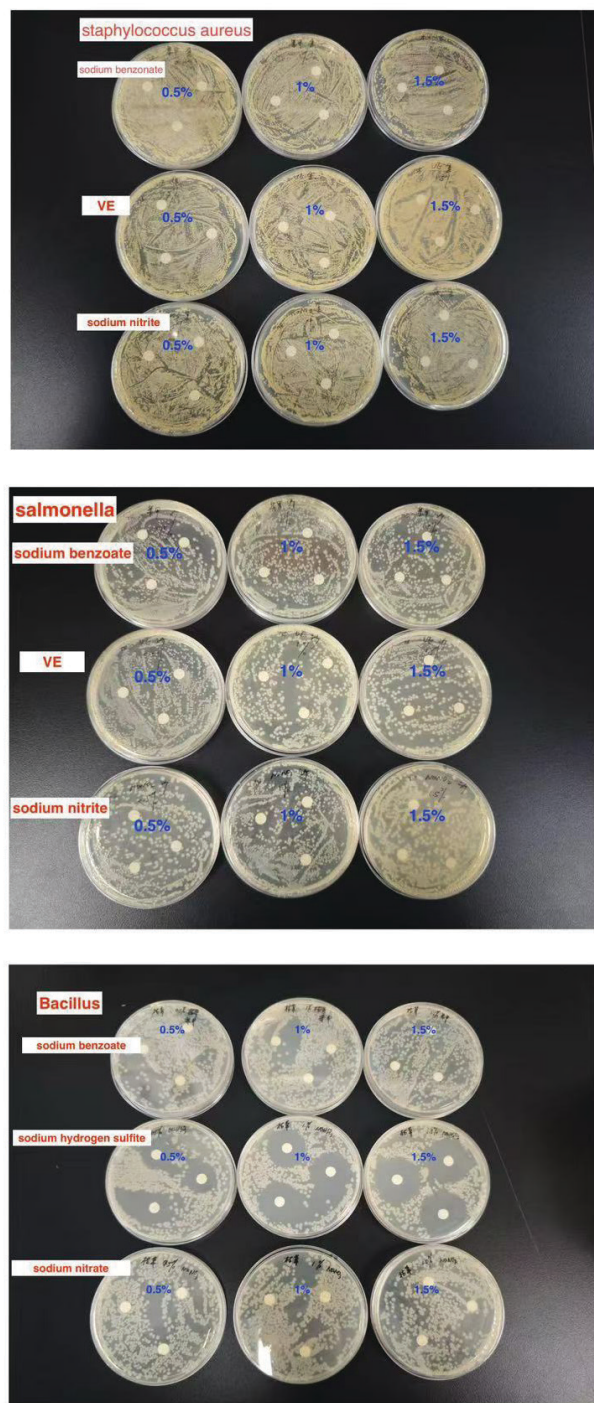 staphylococcus aureus
sodium benzonate
0.5%
1%
1.5%
VE
0.5%
1%
1.5%
sodium nitrite
0.5%
1%
1.5%
salmonella
sodium benzoate
0.5%
1%
1.5%
VE
0.5%
1%
1.5%
sodium nitrite
0.5%
1%
1.5%
Bacillus
sodium benzoate
0.5%
1%
1.5%
sodium hydrogen sulfite
0.5%
1%
1.5%
sodium nitrate
0.5%
1%
1.5%